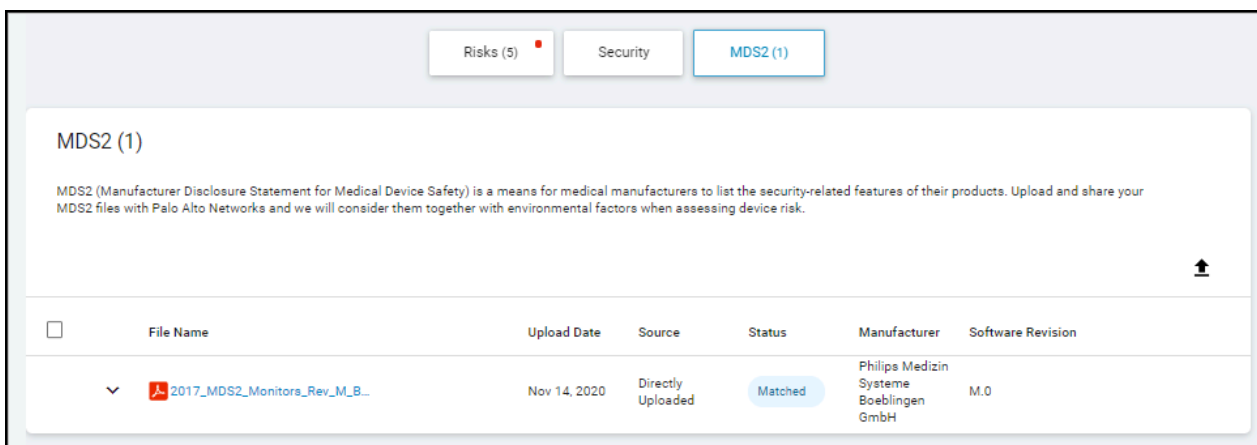 Risks (5)
Security
MDS2 (1)
MDS2 (1)
MDS2 (Manufacturer Disclosure Statement for Medical Device Safety) is a means for medical manufacturers to list the security-related features of their products. Upload and share your
MDS2 files with Palo Alto Networks and we will consider them together with environmental factors when assessing device risk.
File Name Upload Date Source Status Manufacturer Software Revision
2017_MDS2_Monitors_Rev_M_B... Nov 14, 2020
Directly
Uploaded
Matched
Philips Medizin
Systeme
Boeblingen
GmbH
M.0